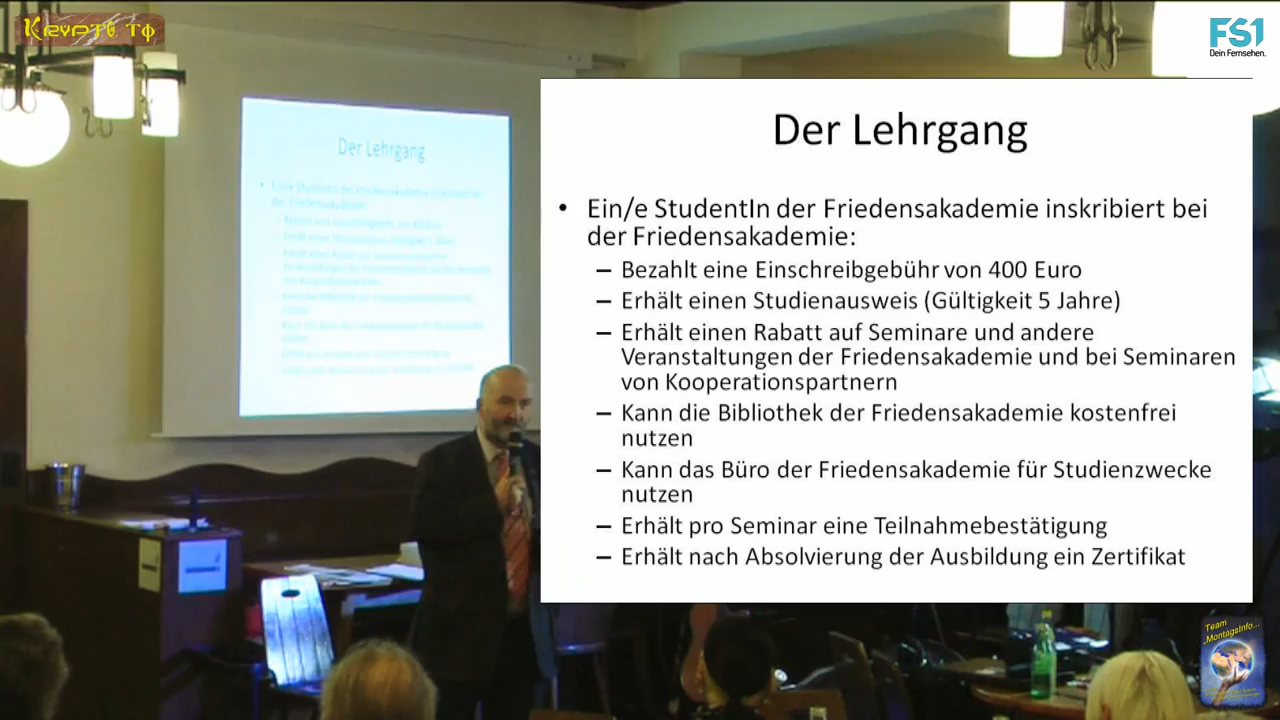 Krypto Tφ
FS1
Dein Fernsehen.
Der Lehrgang
Der Lehrgang
• Ein/e StudentIn der Friedensakademie inskribiert bei
der Friedensakademie:
– Bezahlt eine Einschreibgebühr von 400 Euro
– Erhält einen Studienausweis (Gültigkeit 5 Jahre)
– Erhält einen Rabatt auf Seminare und andere
Veranstaltungen der Friedensakademie und bei Seminaren
von Kooperationspartnern
– Kann die Bibliothek der Friedensakademie kostenfrei
nutzen
– Kann das Büro der Friedensakademie für Studienzwecke
nutzen
– Erhält pro Seminar eine Teilnahmebestätigung
– Erhält nach Absolvierung der Ausbildung ein Zertifikat
Team
„MontagsInfo...